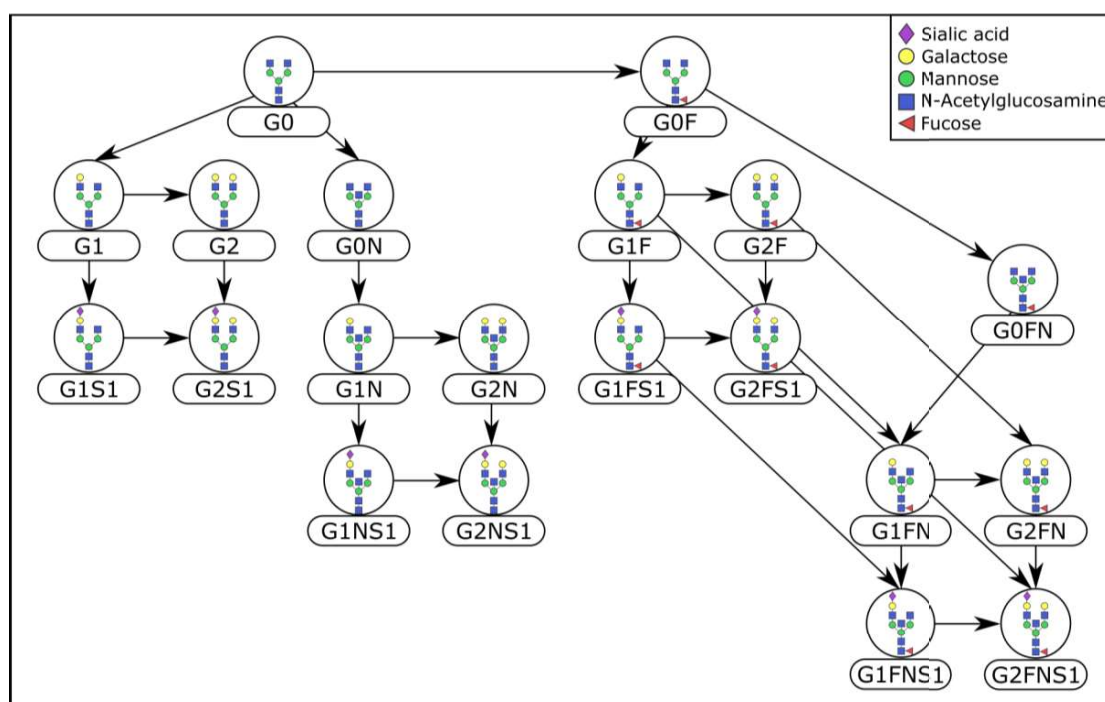 Sialic acid
Galactose
Mannose
N-Acetylglucosamine
Fucose
G0
G0F
G1
G2
G0N
G1F
G2F
G0FN
G1S1
G2S1
G1N
G2N
G1FS1
G2FS1
G1NS1
G2NS1
G1FN
G2FN
G1FNS1
G2FNS1